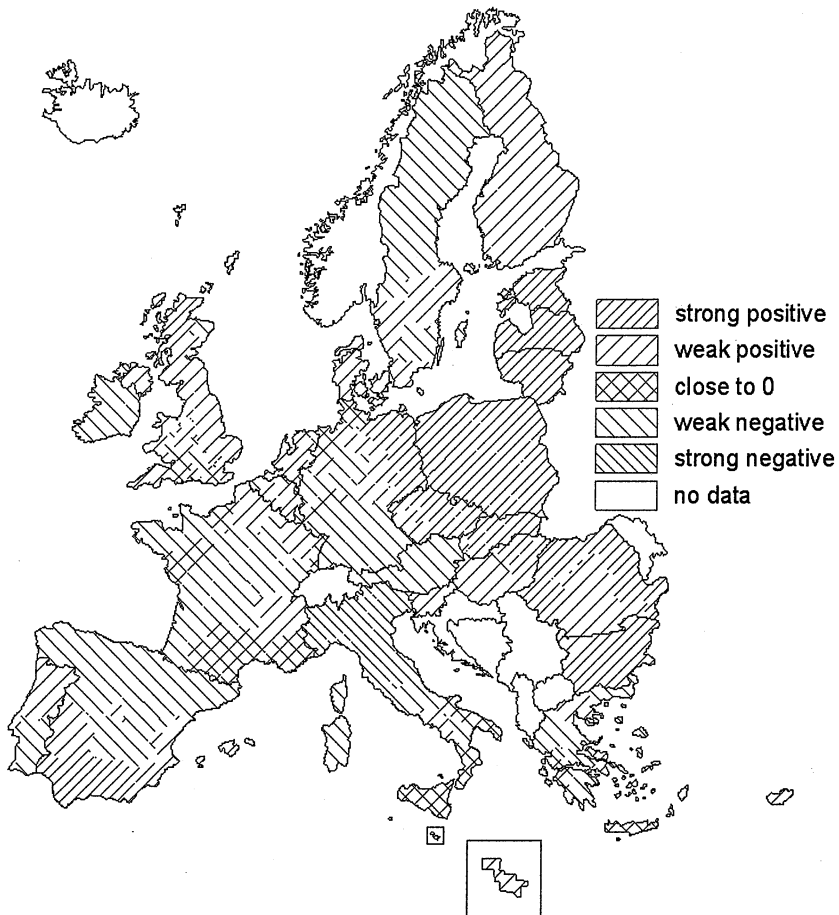 strong positive
weak positive
close to 0
weak negative
strong negative
no data